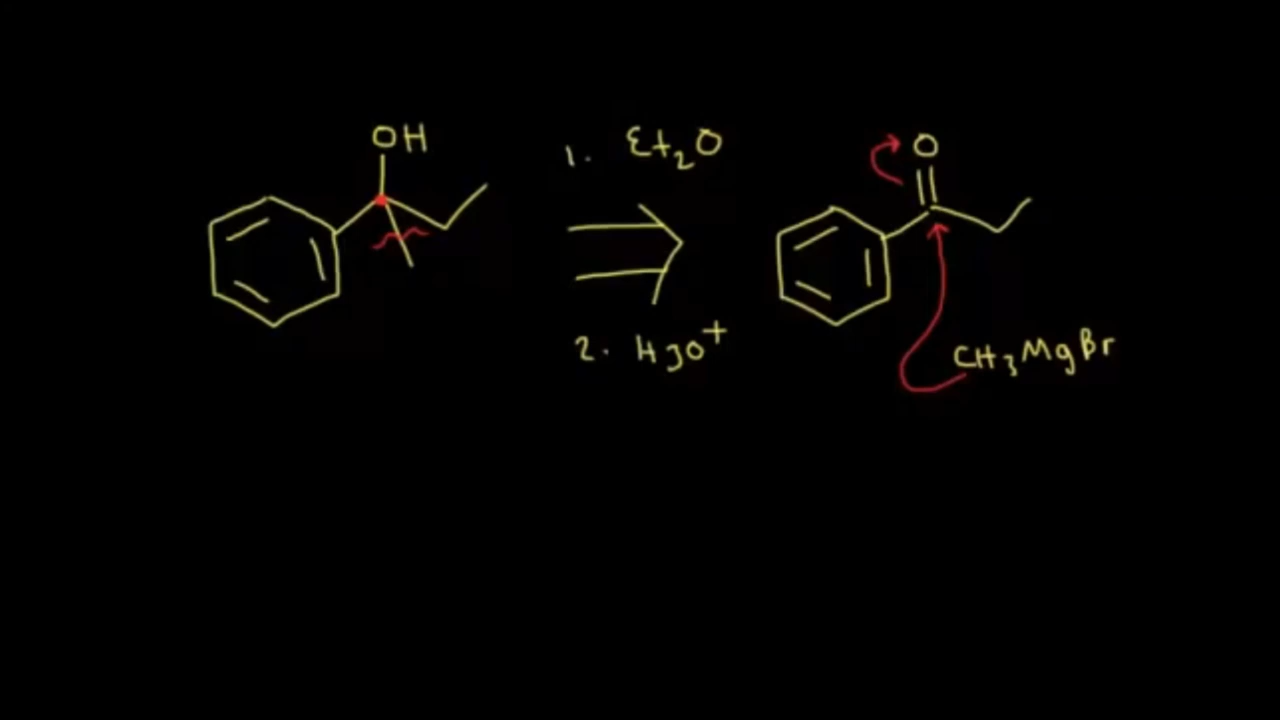 OH
1. Et2O
O
2. H3O+
CH3MgBr